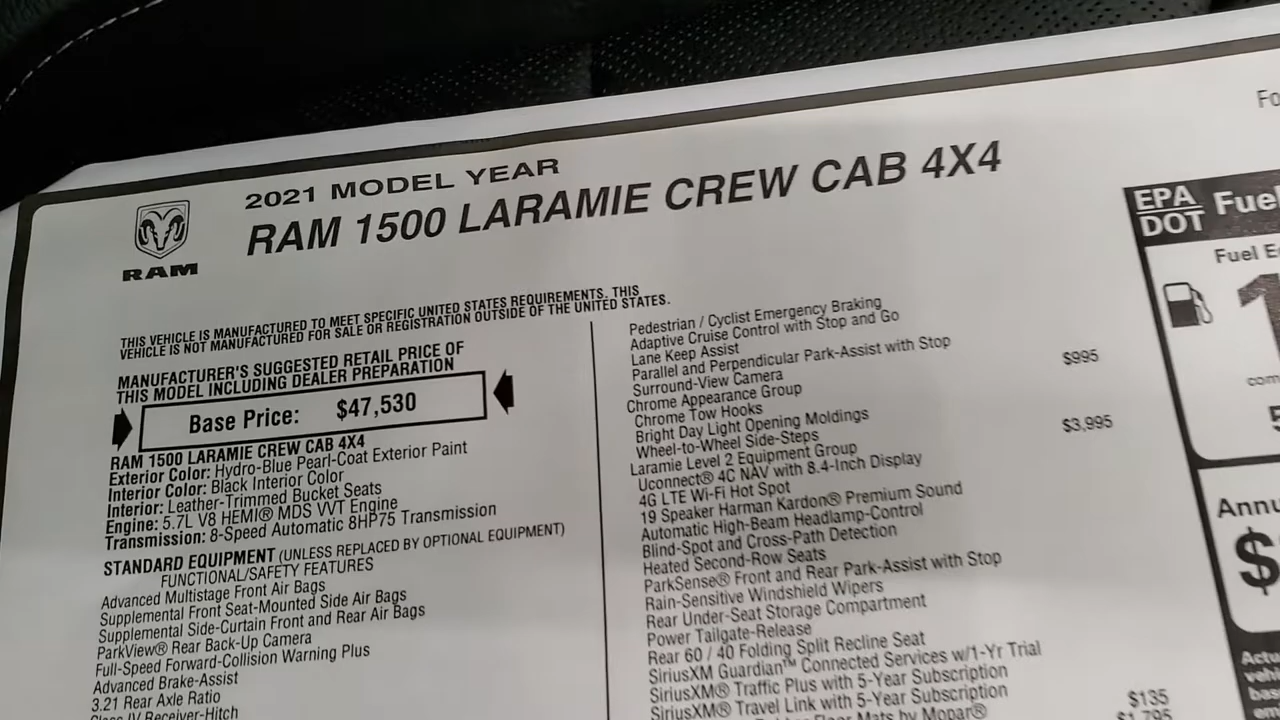 2021 MODEL YEAR
RAM 1500 LARAMIE CREW CAB 4X4
RAM
THIS VEHICLE IS MANUFACTURED TO MEET SPECIFIC UNITED STATES REQUIREMENTS. THIS
VEHICLE IS NOT MANUFACTURED FOR SALE OR REGISTRATION OUTSIDE OF THE UNITED STATES.
MANUFACTURER'S SUGGESTED RETAIL PRICE OF
THIS MODEL INCLUDING DEALER PREPARATION
Base Price: $47,530
RAM 1500 LARAMIE CREW CAB 4X4
Exterior Color: Hydro-Blue Pearl-Coat Exterior Paint
Interior Color: Black Interior Color
Interior: Leather-Trimmed Bucket Seats
Engine: 5.7L V8 HEMI® MDS VVT Engine
Transmission: 8-Speed Automatic 8HP75 Transmission
STANDARD EQUIPMENT (UNLESS REPLACED BY OPTIONAL EQUIPMENT)
FUNCTIONAL/SAFETY FEATURES
Advanced Multistage Front Air Bags
Supplemental Front Seat-Mounted Side Air Bags
Supplemental Side-Curtain Front and Rear Air Bags
ParkView® Rear Back-Up Camera
Full-Speed Forward-Collision Warning Plus
Advanced Brake-Assist
3.21 Rear Axle Ratio
Class IV Receiver-Hitch
Pedestrian / Cyclist Emergency Braking
Adaptive Cruise Control with Stop and Go
Lane Keep Assist
Parallel and Perpendicular Park-Assist with Stop
Surround-View Camera
Chrome Appearance Group $995
Chrome Tow Hooks
Bright Day Light Opening Moldings
Wheel-to-Wheel Side-Steps
Laramie Level 2 Equipment Group $3,995
Uconnect® 4C NAV with 8.4-Inch Display
4G LTE Wi-Fi Hot Spot
19 Speaker Harman Kardon® Premium Sound
Automatic High-Beam Headlamp-Control
Blind-Spot and Cross-Path Detection
Heated Second-Row Seats
ParkSense® Front and Rear Park-Assist with Stop
Rain-Sensitive Windshield Wipers
Rear Under-Seat Storage Compartment
Power Tailgate-Release
Rear 60 / 40 Folding Split Recline Seat
SiriusXM Guardian™ Connected Services w/1-Yr Trial
SiriusXM® Traffic Plus with 5-Year Subscription
SiriusXM® Travel Link with 5-Year Subscription
Floor Mats by Mopar® $135
$1,795
EPA
DOT
Fuel
Fuel
$